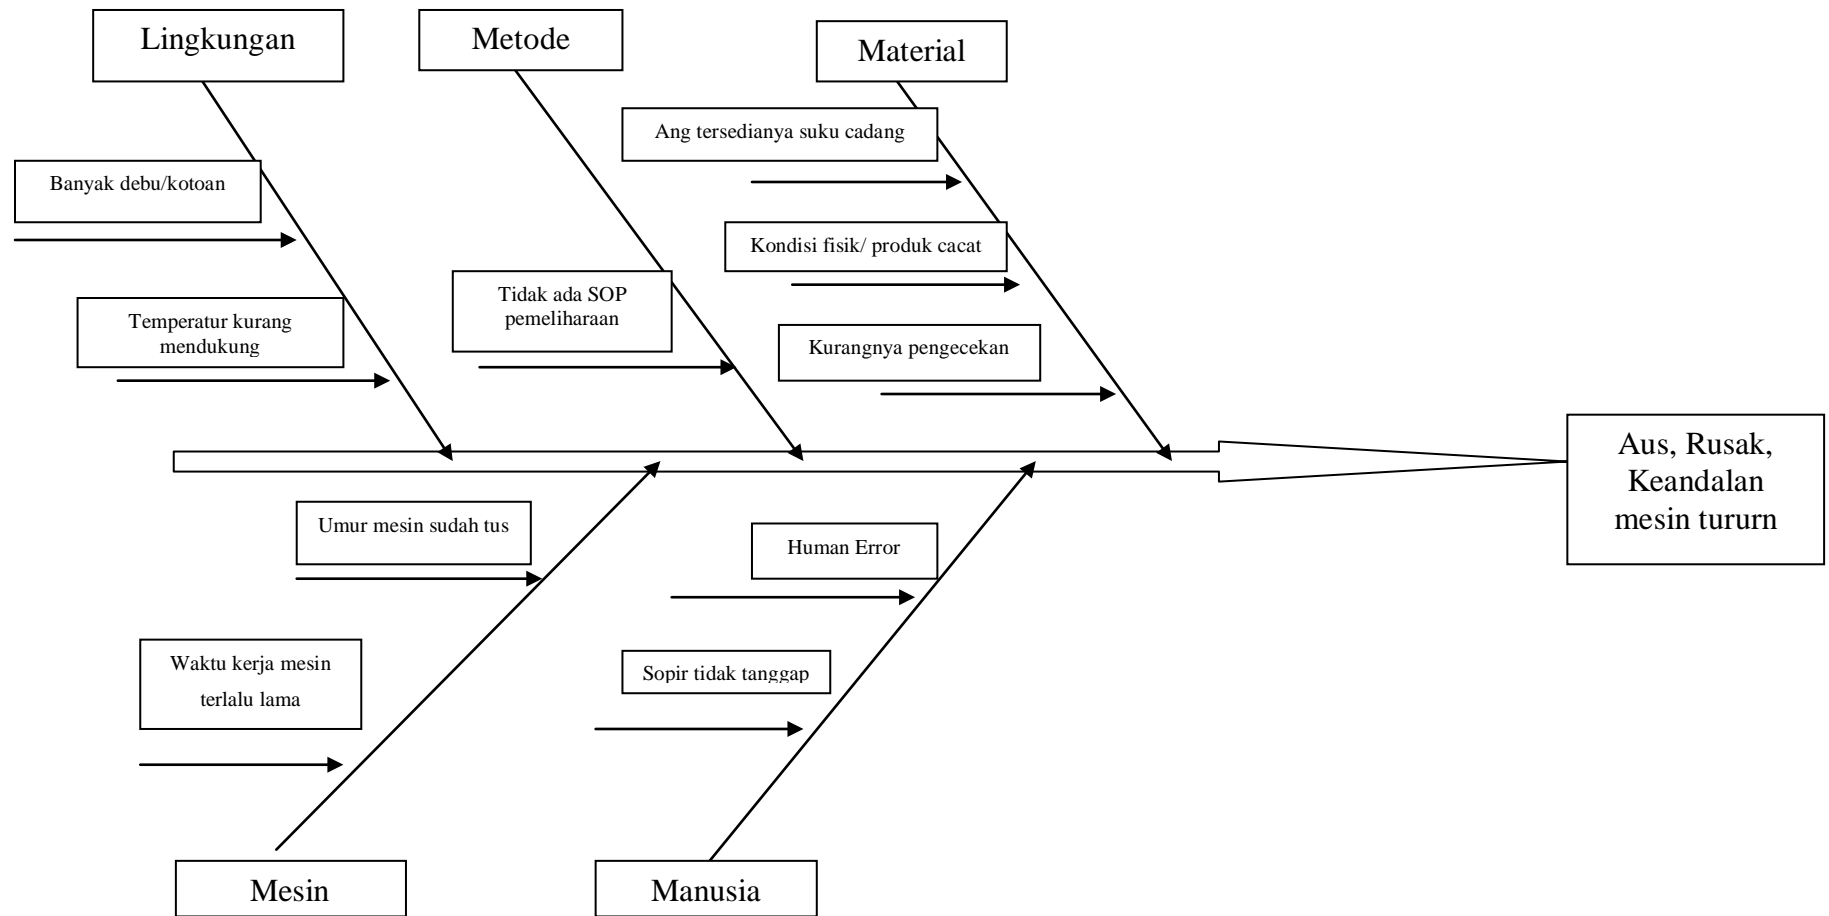 Lingkungan
Metode
Material
Ang tersedianya suku cadang
Banyak debu/kotoan
Kondisi fisik/ produk cacat
Tidak ada SOP
pemeliharaan
Temperatur kurang
mendukung
Kurangnya pengecekan
Aus, Rusak,
Keandalan
mesin tururn
Umur mesin sudah tus
Human Error
Waktu kerja mesin
terlalu lama
Sopir tidak tanggap
Mesin
Manusia